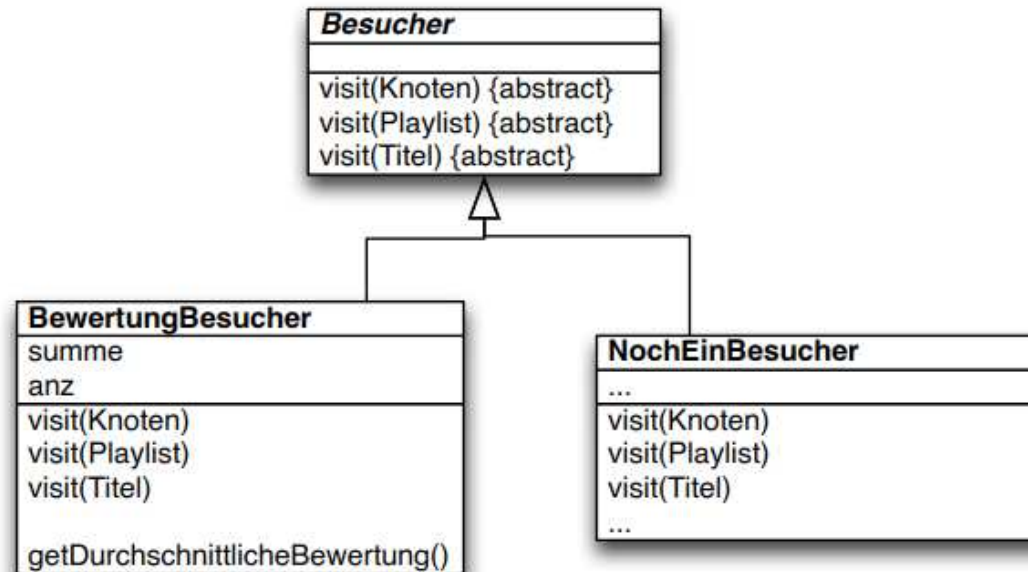 Besucher
visit(Knoten) {abstract}
visit(Playlist) {abstract}
visit(Titel) {abstract}
BewertungBesucher
summe
anz
visit(Knoten)
visit(Playlist)
visit(Titel)
getDurchschnittlicheBewertung()
NochEinBesucher
...
visit(Knoten)
visit(Playlist)
visit(Titel)
...